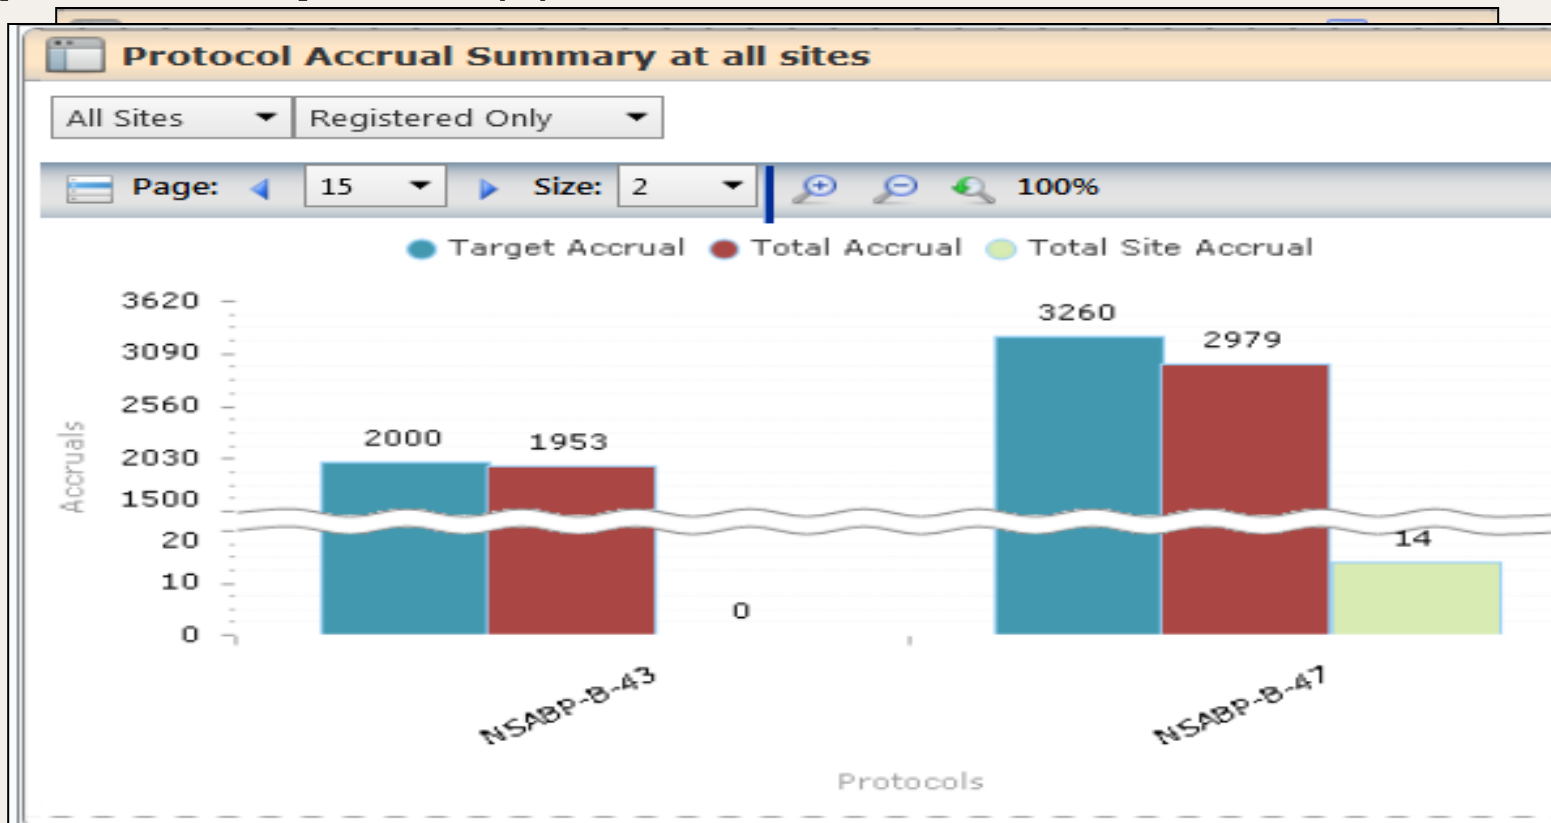 Protocol Accrual Summary at all sites
All Sites Registered Only
Page: 15 Size: 2 100%
Target Accrual Total Accrual Total Site Accrual
3620
3260
2979
3090
2560
2000 1953
2030
Accruals
1500
20
14
10
0
0
NSABP-B-43 NSABP-B-47
Protocols